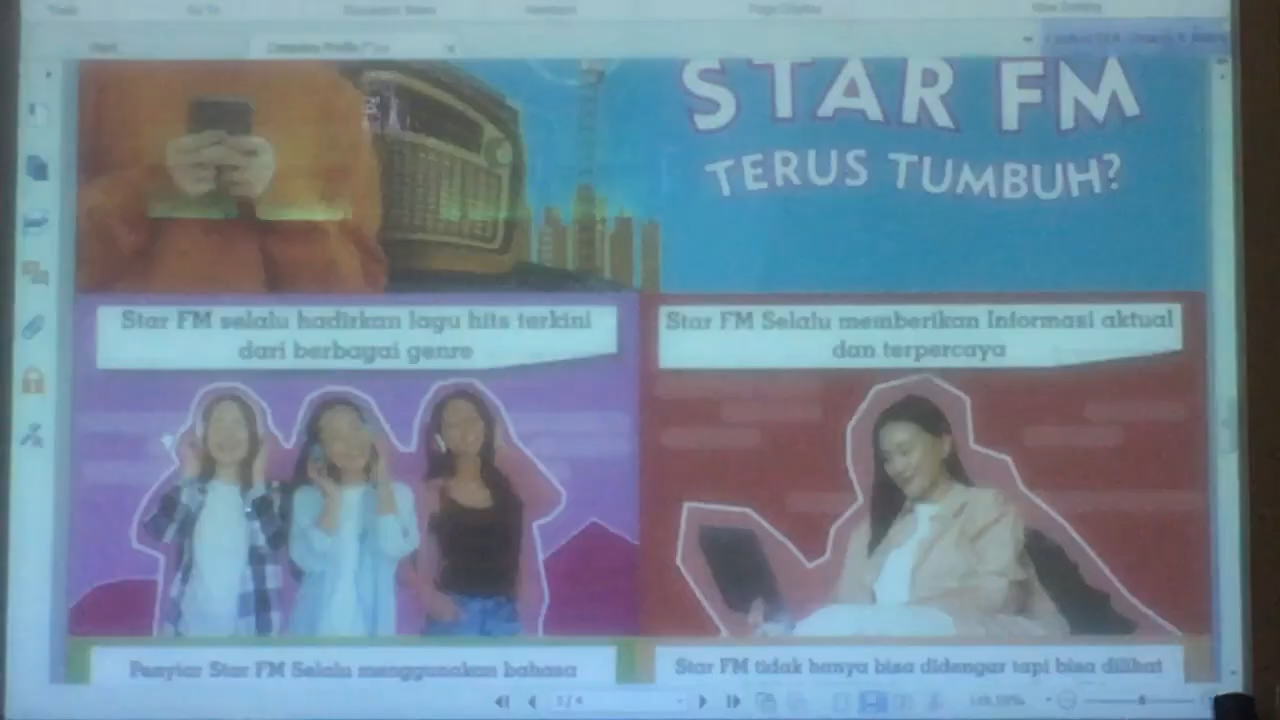 STAR FM
TERUS TUMBUH?
Star FM selalu hadirkan lagu hits terkini
dari berbagai genre
Star FM Selalu memberikan Informasi aktual
dan terpercaya
Penyiar Star FM Selalu menggunakan bahasa
Star FM tidak hanya bisa didengar tapi bisa dilihat